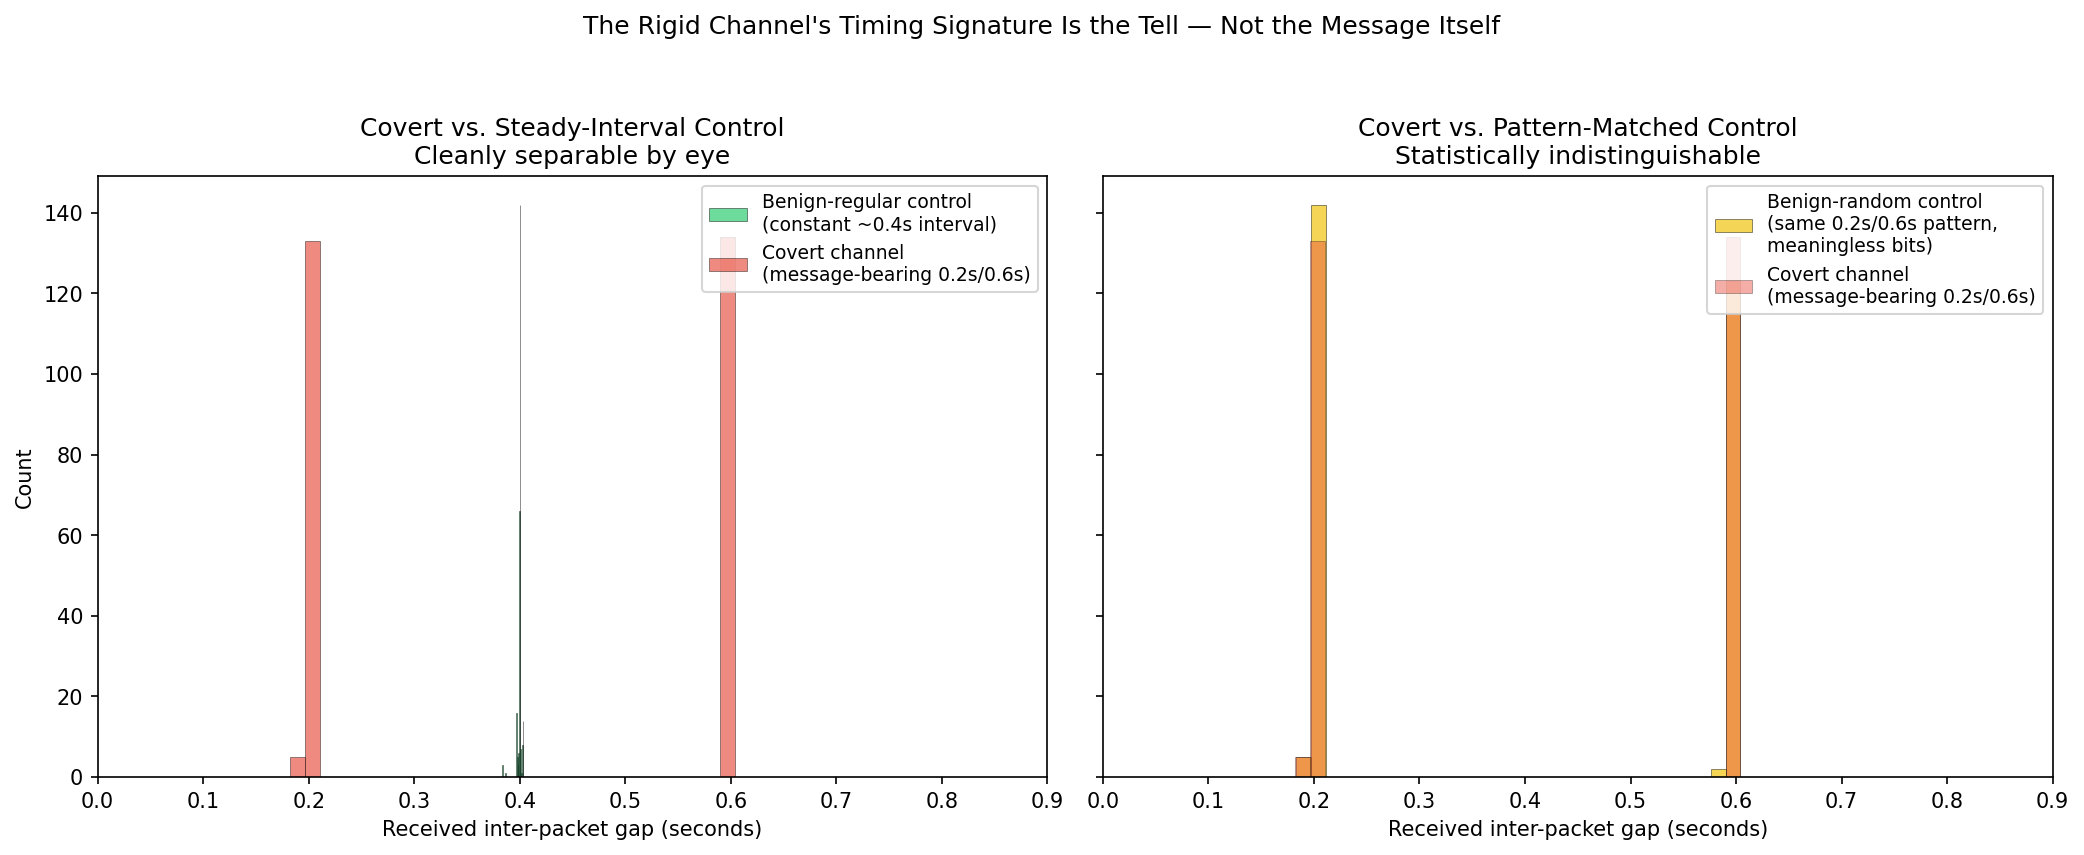 The Rigid Channel's Timing Signature Is the Tell — Not the Message Itself
Covert vs. Steady-Interval Control
Cleanly separable by eye
Benign-regular control
(constant ~0.4s interval)
Covert channel
(message-bearing 0.2s/0.6s)
Count
140
120
100
80
60
40
20
0
0.0 0.1 0.2 0.3 0.4 0.5 0.6 0.7 0.8 0.9
Received inter-packet gap (seconds)
Covert vs. Pattern-Matched Control
Statistically indistinguishable
Benign-random control
(same 0.2s/0.6s pattern,
meaningless bits)
Covert channel
(message-bearing 0.2s/0.6s)
0.0 0.1 0.2 0.3 0.4 0.5 0.6 0.7 0.8 0.9
Received inter-packet gap (seconds)